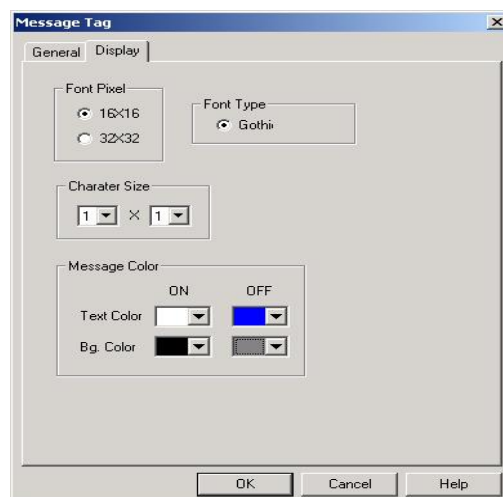 Message Tag
General Display
Font Pixel
16X16
32X32
Font Type
Gothi
Charater Size
1 X 1
Message Color
ON OFF
Text Color
Bg. Color
OK Cancel Help